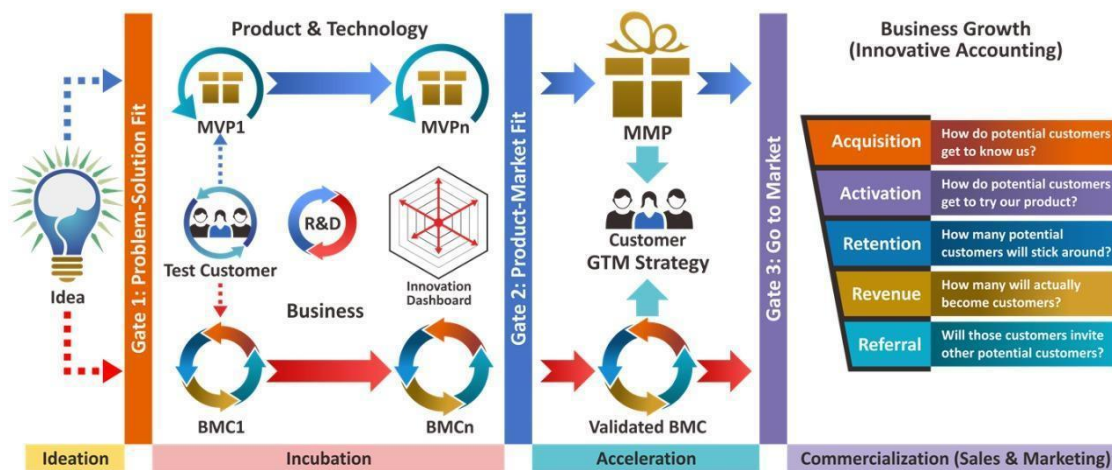 Product & Technology
Business Growth
(Innovative Accounting)
Idea
Gate 1: Problem-Solution Fit
MVP1
MVPn
Test Customer
R&D
Innovation
Dashboard
Business
BMC1
BMCn
Gate 2: Product-Market Fit
MMP
Customer
GTM Strategy
Validated BMC
Gate 3: Go to Market
Acquisition
How do potential customers
get to know us?
Activation
How do potential customers
get to try our product?
Retention
How many potential
customers will stick around?
Revenue
How many will actually
become customers?
Referral
Will those customers invite
other potential customers?
Ideation
Incubation
Acceleration
Commercialization (Sales & Marketing)